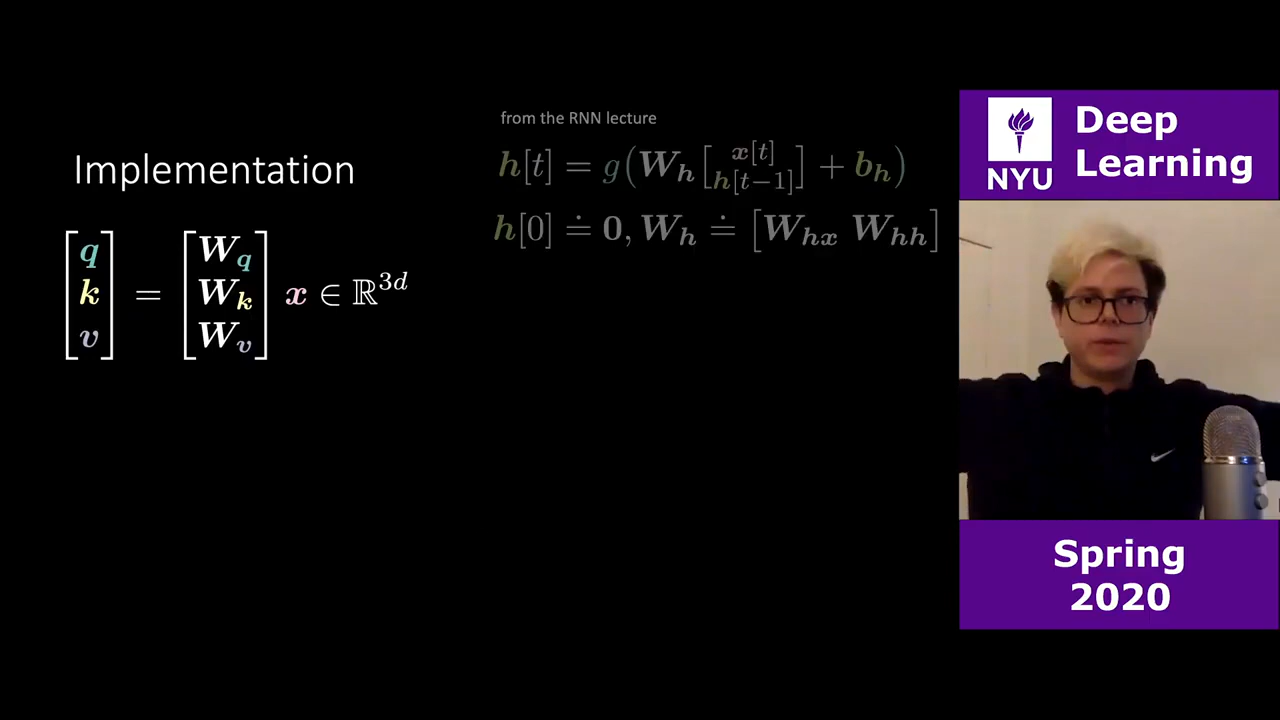 from the RNN lecture
h[t] = g(W_h [x[t] h[t−1]] + b_h)
Implementation
h[0] ≐ 0, W_h ≐ [W_hx W_hh]
[q k v] = [W_q W_k W_v] x ∈ ℝ^3d
NYU
Deep
Learning
Spring
2020